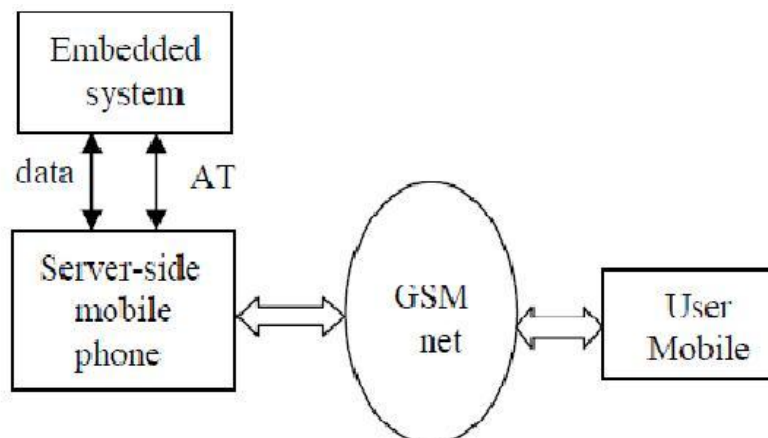 Embedded
system
data
AT
Server-side
mobile
phone
GSM
net
User
Mobile